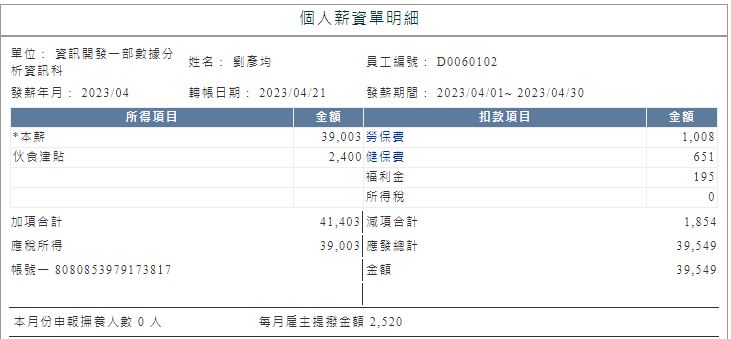 個人薪資單明細
單位： 資訊開發一部數據分析資訊科 姓名： 劉彥均 員工編號： D0060102
發薪年月： 2023/04 轉帳日期： 2023/04/21 發薪期間： 2023/04/01~ 2023/04/30
所得項目 金額 扣款項目 金額
*本薪 39,003 勞保費 1,008
伙食津貼 2,400 健保費 651
福利金 195
所得稅 0
加項合計 41,403 減項合計 1,854
應稅所得 39,003 應發總計 39,549
帳號一 8080853979173817 金額 39,549
本月份申報撫養人數 0 人 每月雇主提撥金額 2,520